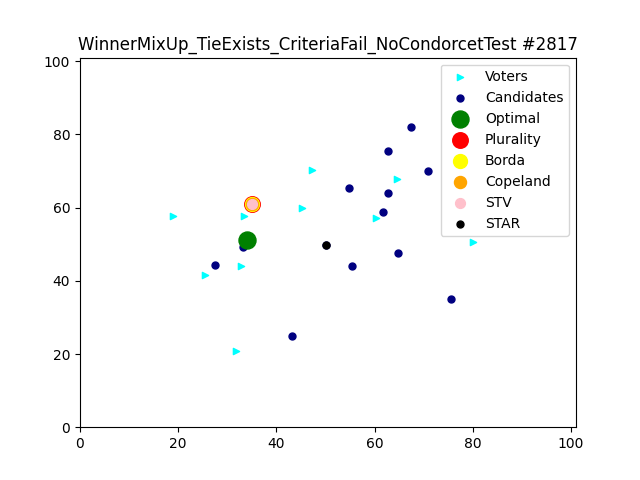 WinnerMixUp_TieExists_CriteriaFail_NoCondorcetTest #2817
100
80
60
40
20
0
0 20 40 60 80 100
Voters
Candidates
Optimal
Plurality
Borda
Copeland
STV
STAR